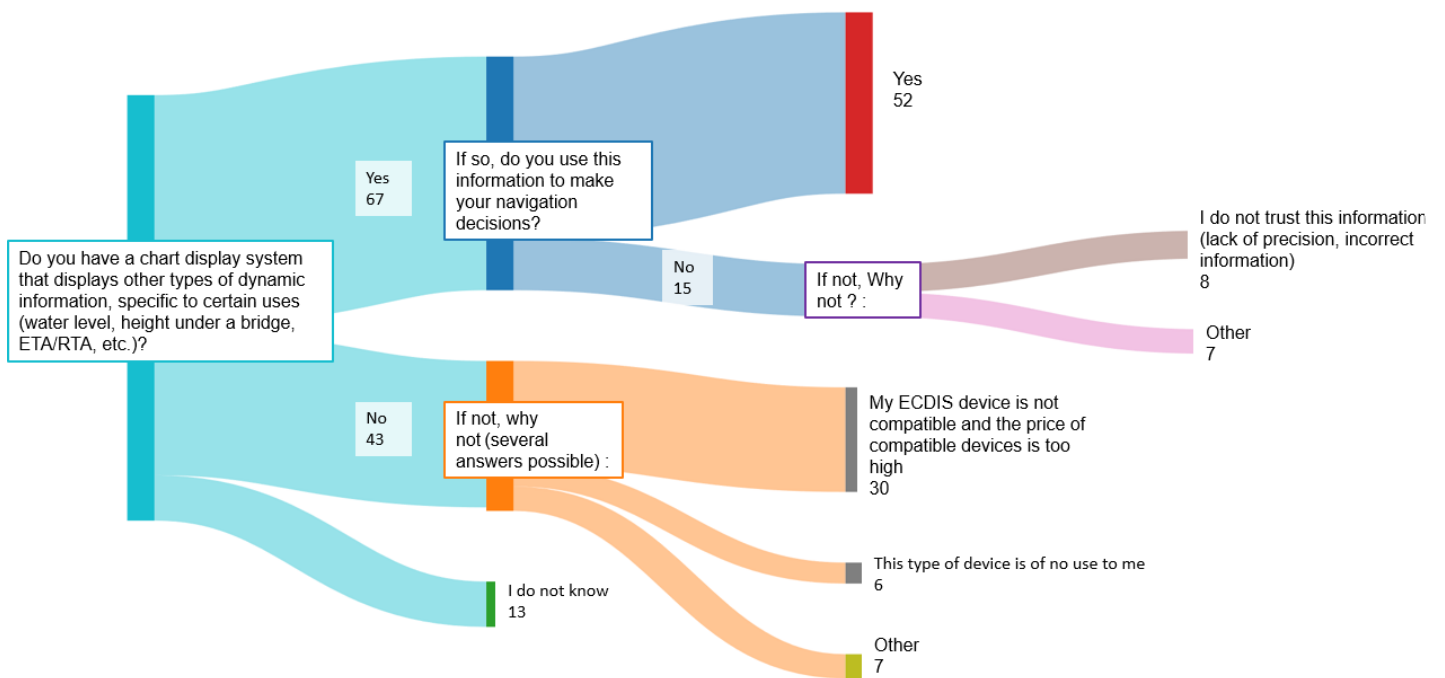 Do you have a chart display system
that displays other types of dynamic
information, specific to certain uses
(water level, height under a bridge,
ETA/RTA, etc.)?
Yes
67
If so, do you use this
information to make
your navigation
decisions?
Yes
52
No
15
If not, Why
not ? :
I do not trust this information
(lack of precision, incorrect
information)
8
Other
7
No
43
If not, why
not (several
answers possible) :
My ECDIS device is not
compatible and the price of
compatible devices is too
high
30
This type of device is of no use to me
6
Other
7
I do not know
13